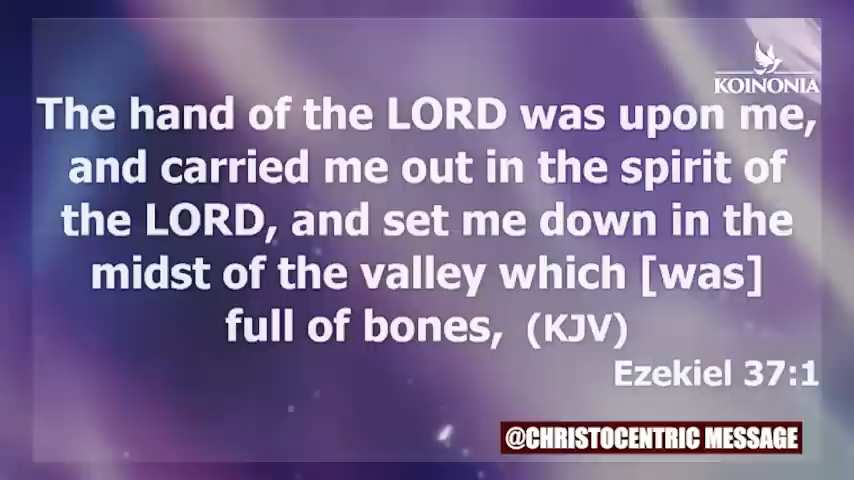 KOINONIA
The hand of the LORD was upon me,
and carried me out in the spirit of
the LORD, and set me down in the
midst of the valley which [was]
full of bones, (KJV)
Ezekiel 37:1
@CHRISTOCENTRIC MESSAGE